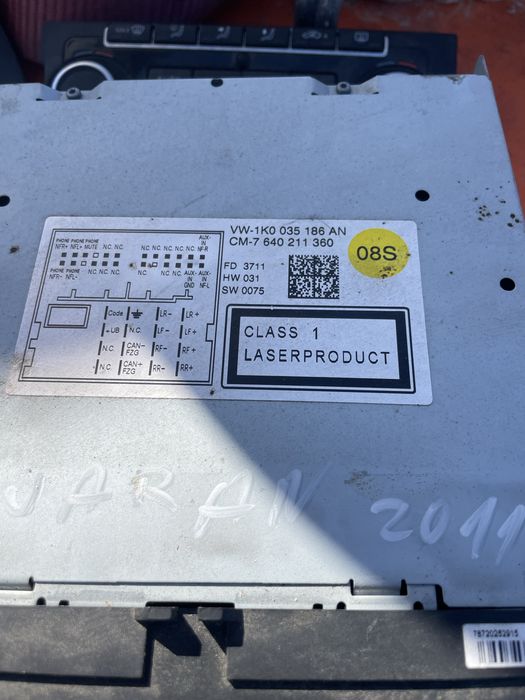 VW-1K0 035 186 AN
CM-7 640 211 360
08S
FD 3711
HW 031
SW 0075
CLASS 1
LASERPRODUCT
PHONE PHONE PHONE AUX-
NFR+ NFL+ MUTE N.C. N.C. N.C. N.C. N.C. N.C. N.C. IN
NF-R
N.C. N.C. N.C. N.C. N.C. AUX- AUX-
PHONE PHONE IN IN
NFR- NFL- GND NF-L
Code LR- LR+
+UB N.C. LF- LF+
N.C. CAN- RF- RF+
FZG
N.C. CAN+ RR- RR+
FZG
VARAN 2011
78720252915